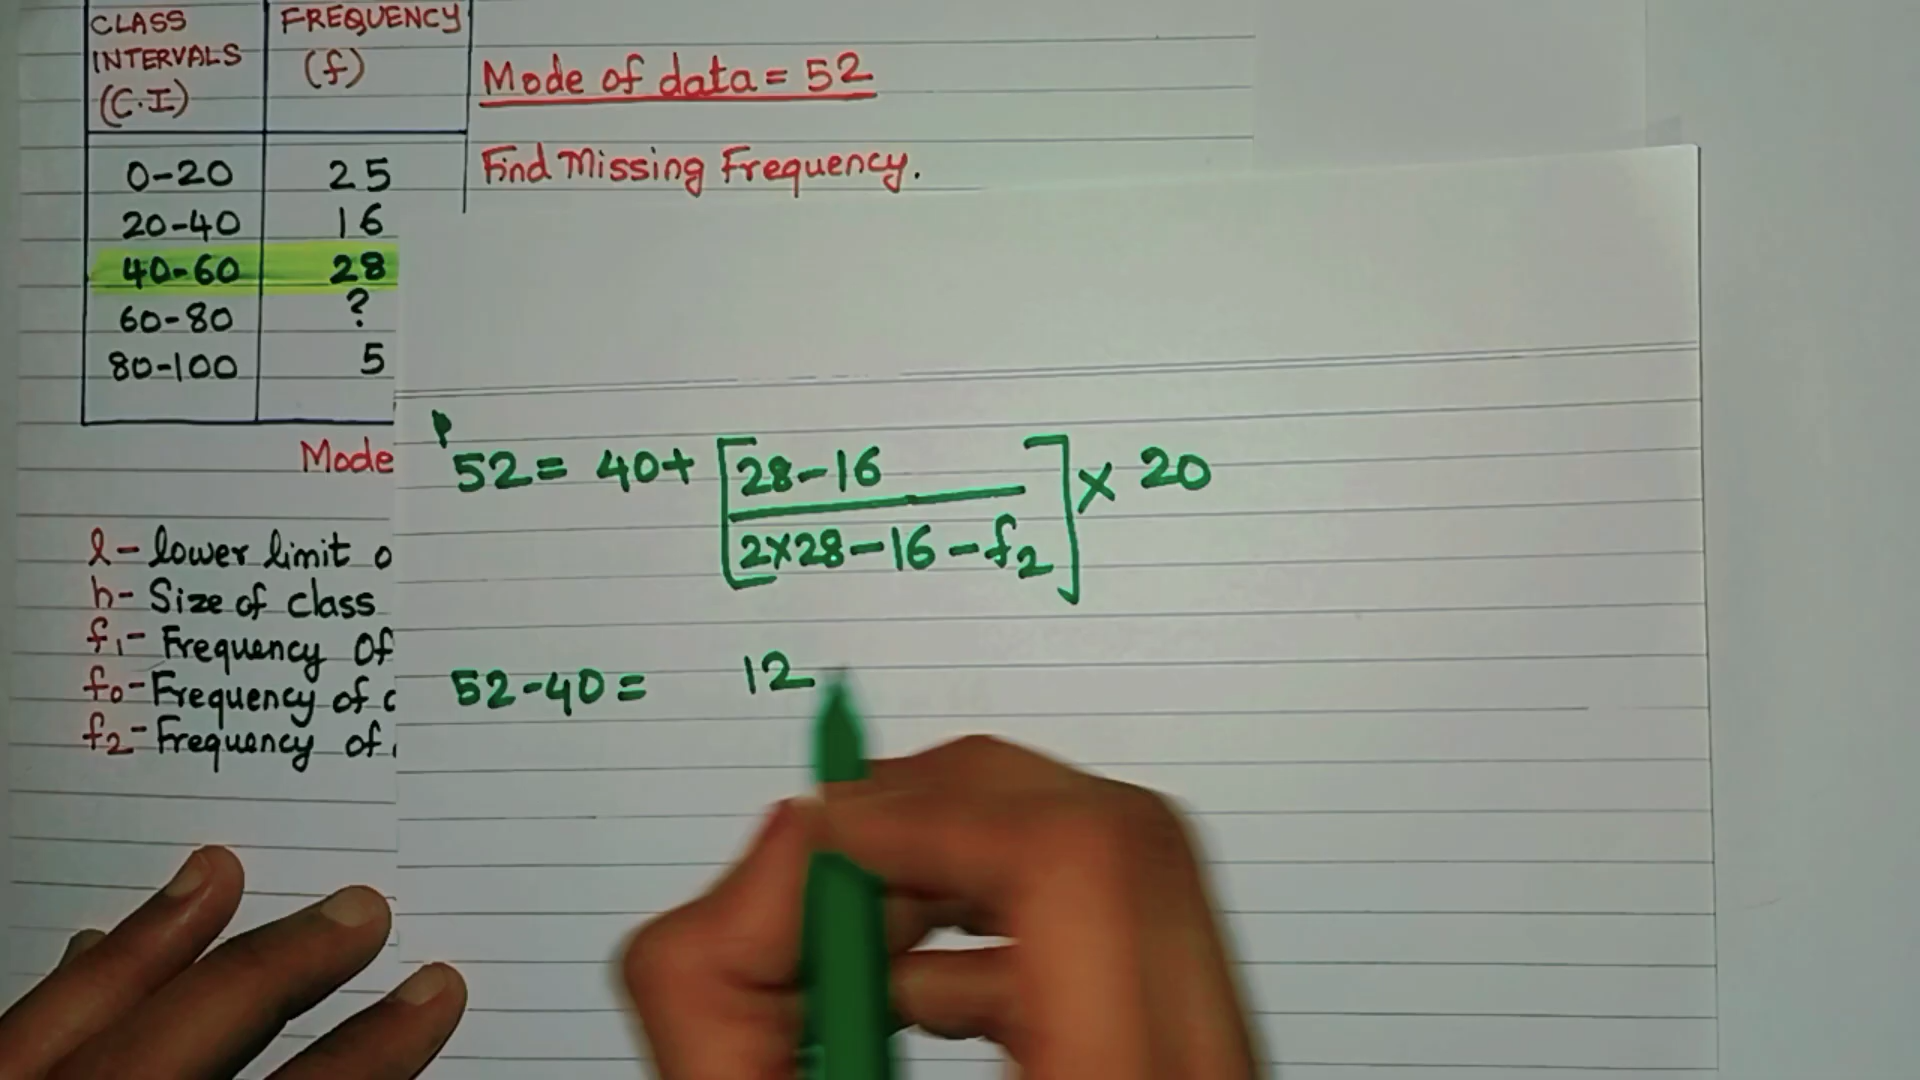 CLASS INTERVALS (C.I) FREQUENCY (f)
0-20 25
20-40 16
40-60 28
60-80 ?
80-100 5
Mode of data = 52
Find Missing Frequency.
Mode
l - lower limit
h - Size of class
f1 - Frequency Of
f0 - Frequency of
f2 - Frequency of
52 = 40 + [28-16 / 2×28-16-f2] × 20
52-40 = 12